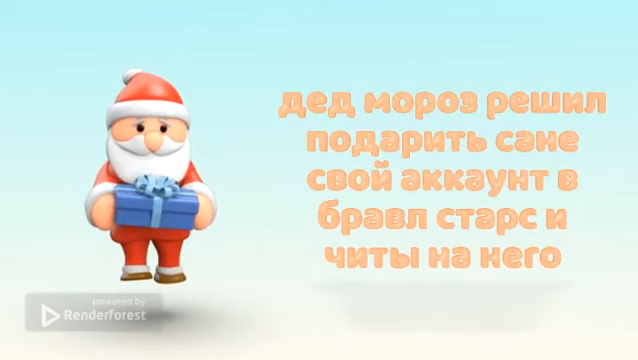 дед мороз решил
подарить сане
свой аккаунт в
бравл старс и
читы на него
powered by
Renderforest